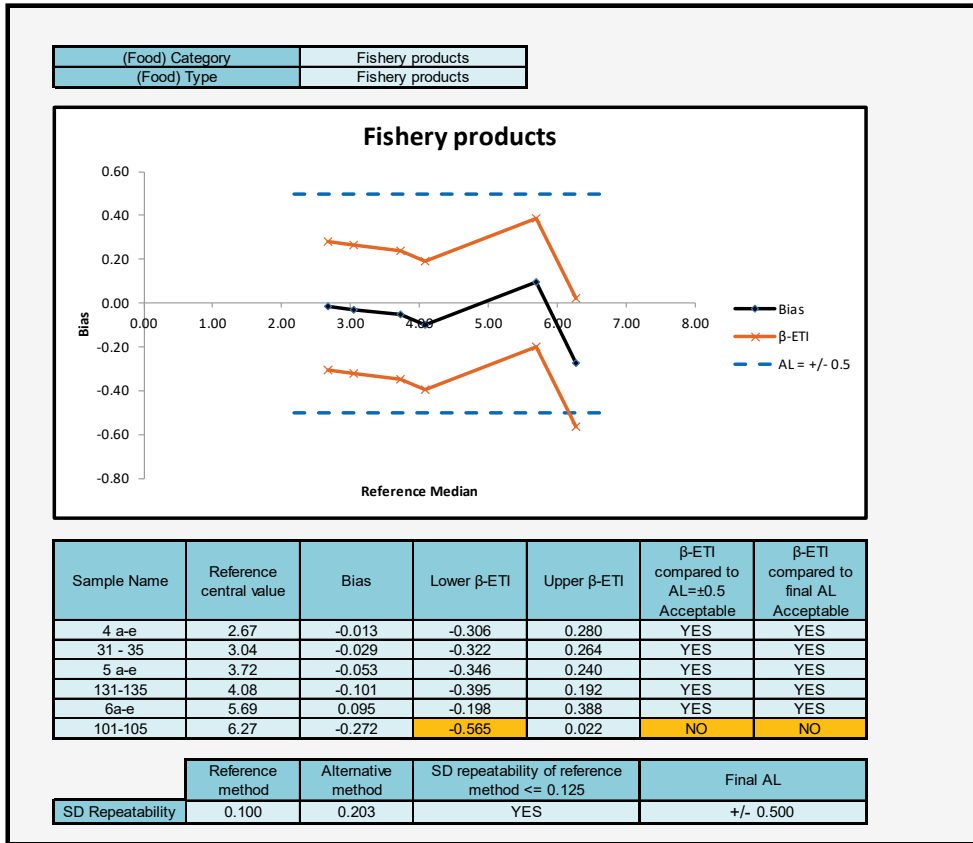 (Food) Category Fishery products
(Food) Type Fishery products
Fishery products
0.60
0.40
0.20
0.00
-0.20
-0.40
-0.60
-0.80
0.00 1.00 2.00 3.00 4.00 5.00 6.00 7.00 8.00
Bias
Reference Median
Bias
β-ETI
AL = +/- 0.5
Sample Name Reference central value Bias Lower β-ETI Upper β-ETI β-ETI compared to AL=±0.5 Acceptable β-ETI compared to final AL Acceptable
4 a-e 2.67 -0.013 -0.306 0.280 YES YES
31 - 35 3.04 -0.029 -0.322 0.264 YES YES
5 a-e 3.72 -0.053 -0.346 0.240 YES YES
131-135 4.08 -0.101 -0.395 0.192 YES YES
6a-e 5.69 0.095 -0.198 0.388 YES YES
101-105 6.27 -0.272 -0.565 0.022 NO NO
Reference method Alternative method SD repeatability of reference method <= 0.125 Final AL
SD Repeatability 0.100 0.203 YES +/- 0.500